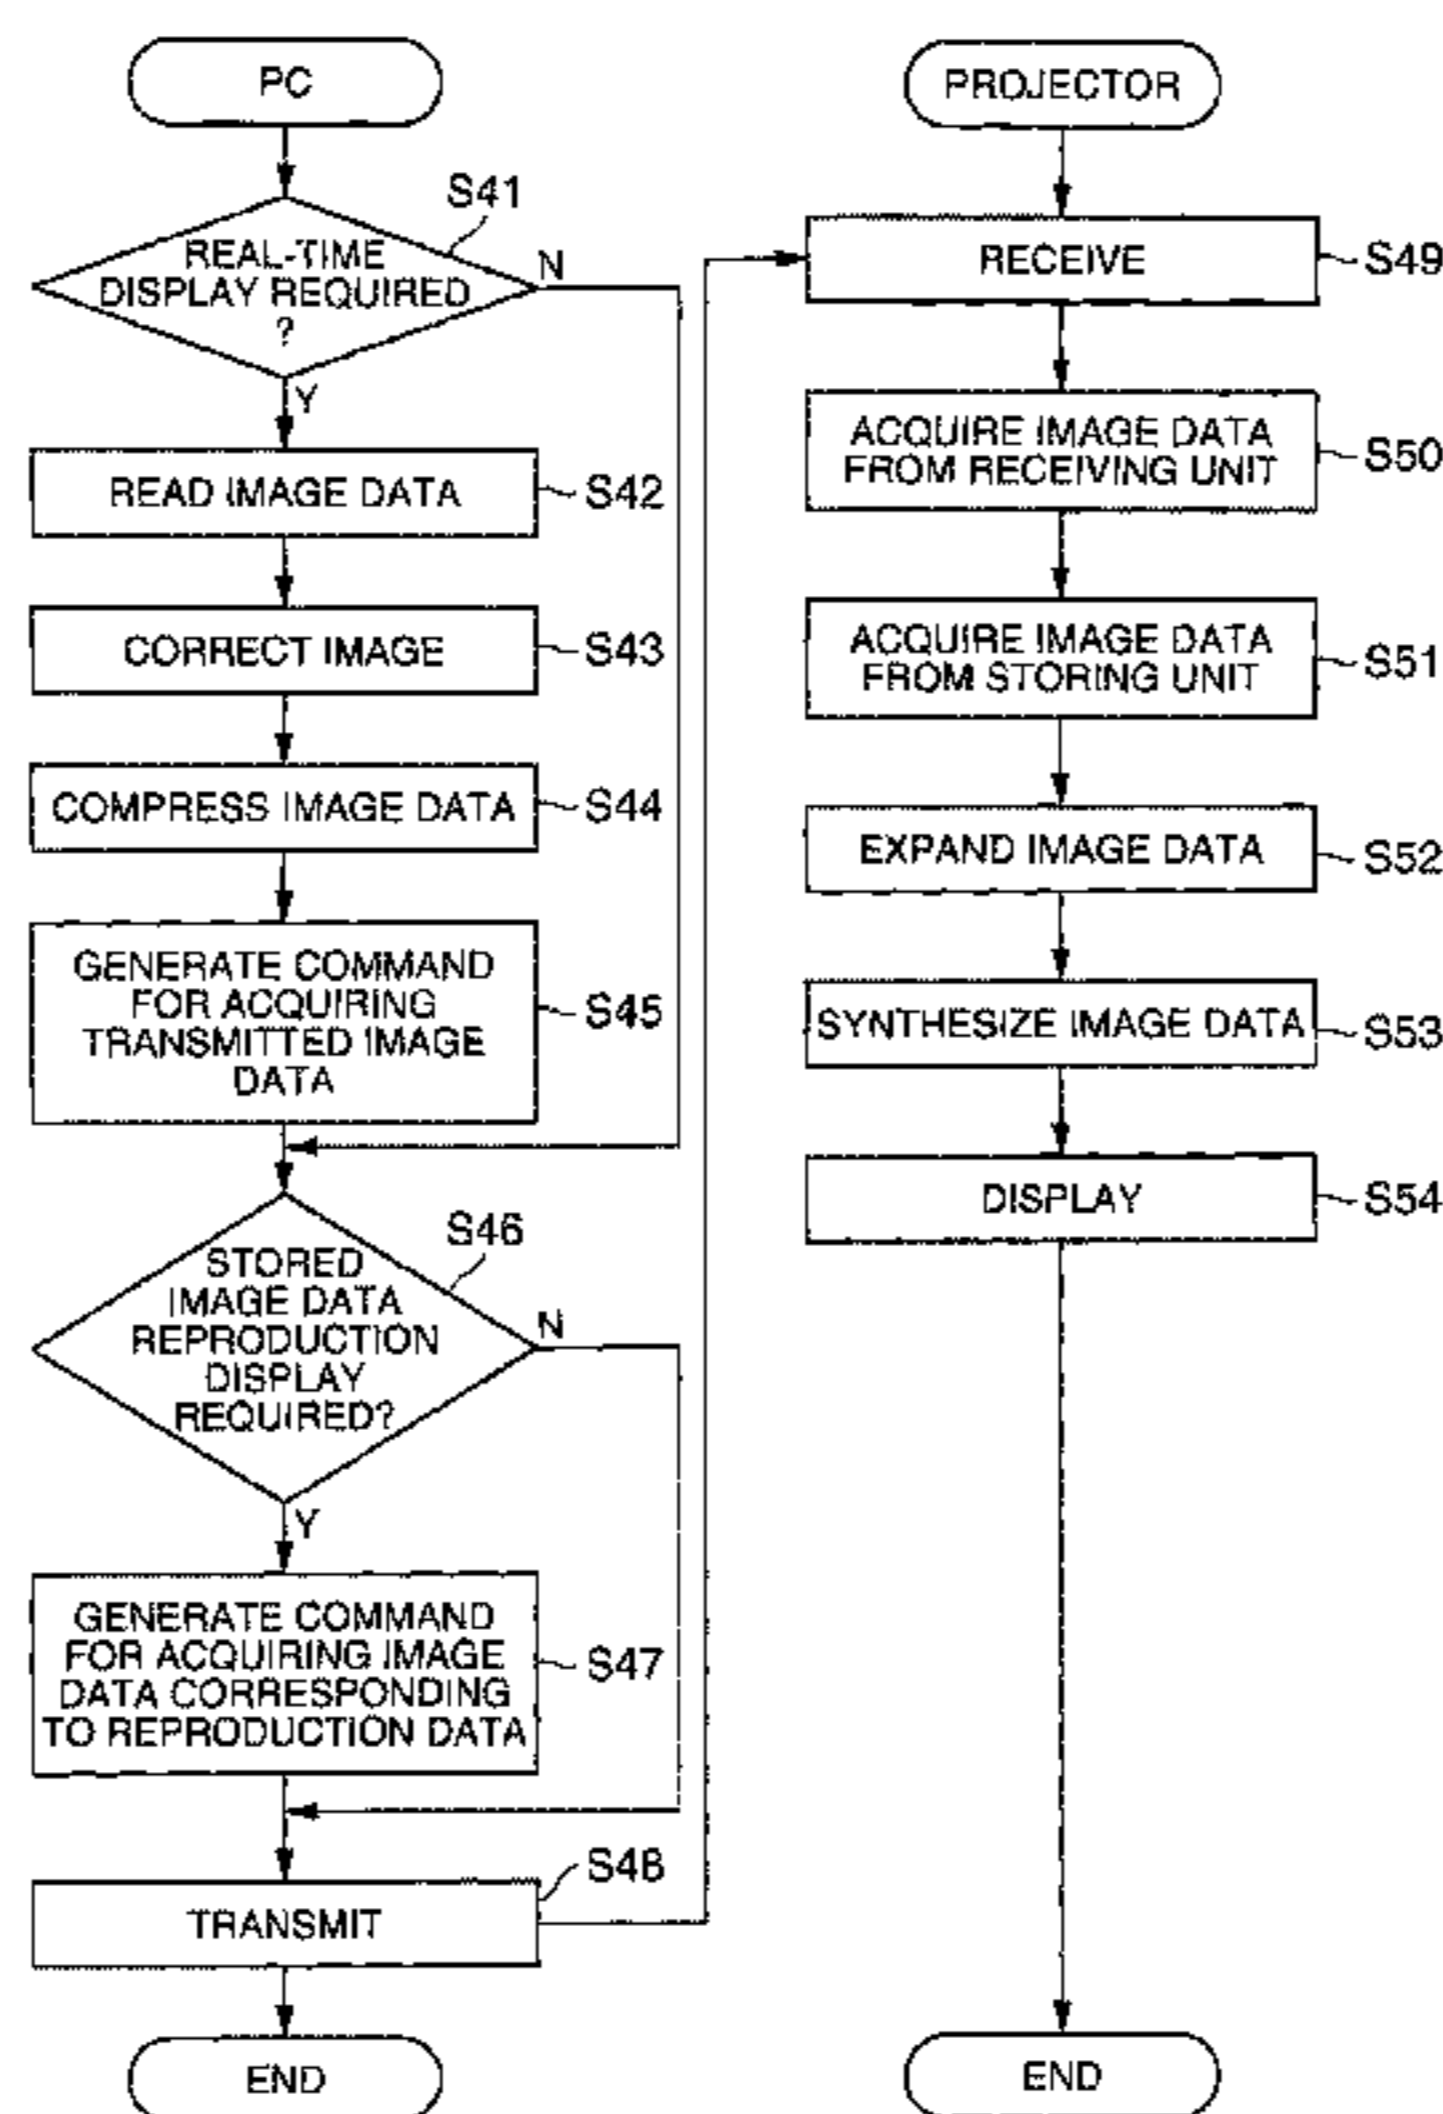 PC
S41
REAL-TIME
DISPLAY REQUIRED
?
N
Y
READ IMAGE DATA
S42
CORRECT IMAGE
S43
COMPRESS IMAGE DATA
S44
GENERATE COMMAND
FOR ACQUIRING
TRANSMITTED IMAGE
DATA
S45
S46
STORED
IMAGE DATA
REPRODUCTION
DISPLAY
REQUIRED?
N
Y
GENERATE COMMAND
FOR ACQUIRING IMAGE
DATA CORRESPONDING
TO REPRODUCTION DATA
S47
S48
TRANSMIT
END
PROJECTOR
RECEIVE
S49
ACQUIRE IMAGE DATA
FROM RECEIVING UNIT
S50
ACQUIRE IMAGE DATA
FROM STORING UNIT
S51
EXPAND IMAGE DATA
S52
SYNTHESIZE IMAGE DATA
S53
DISPLAY
S54
END